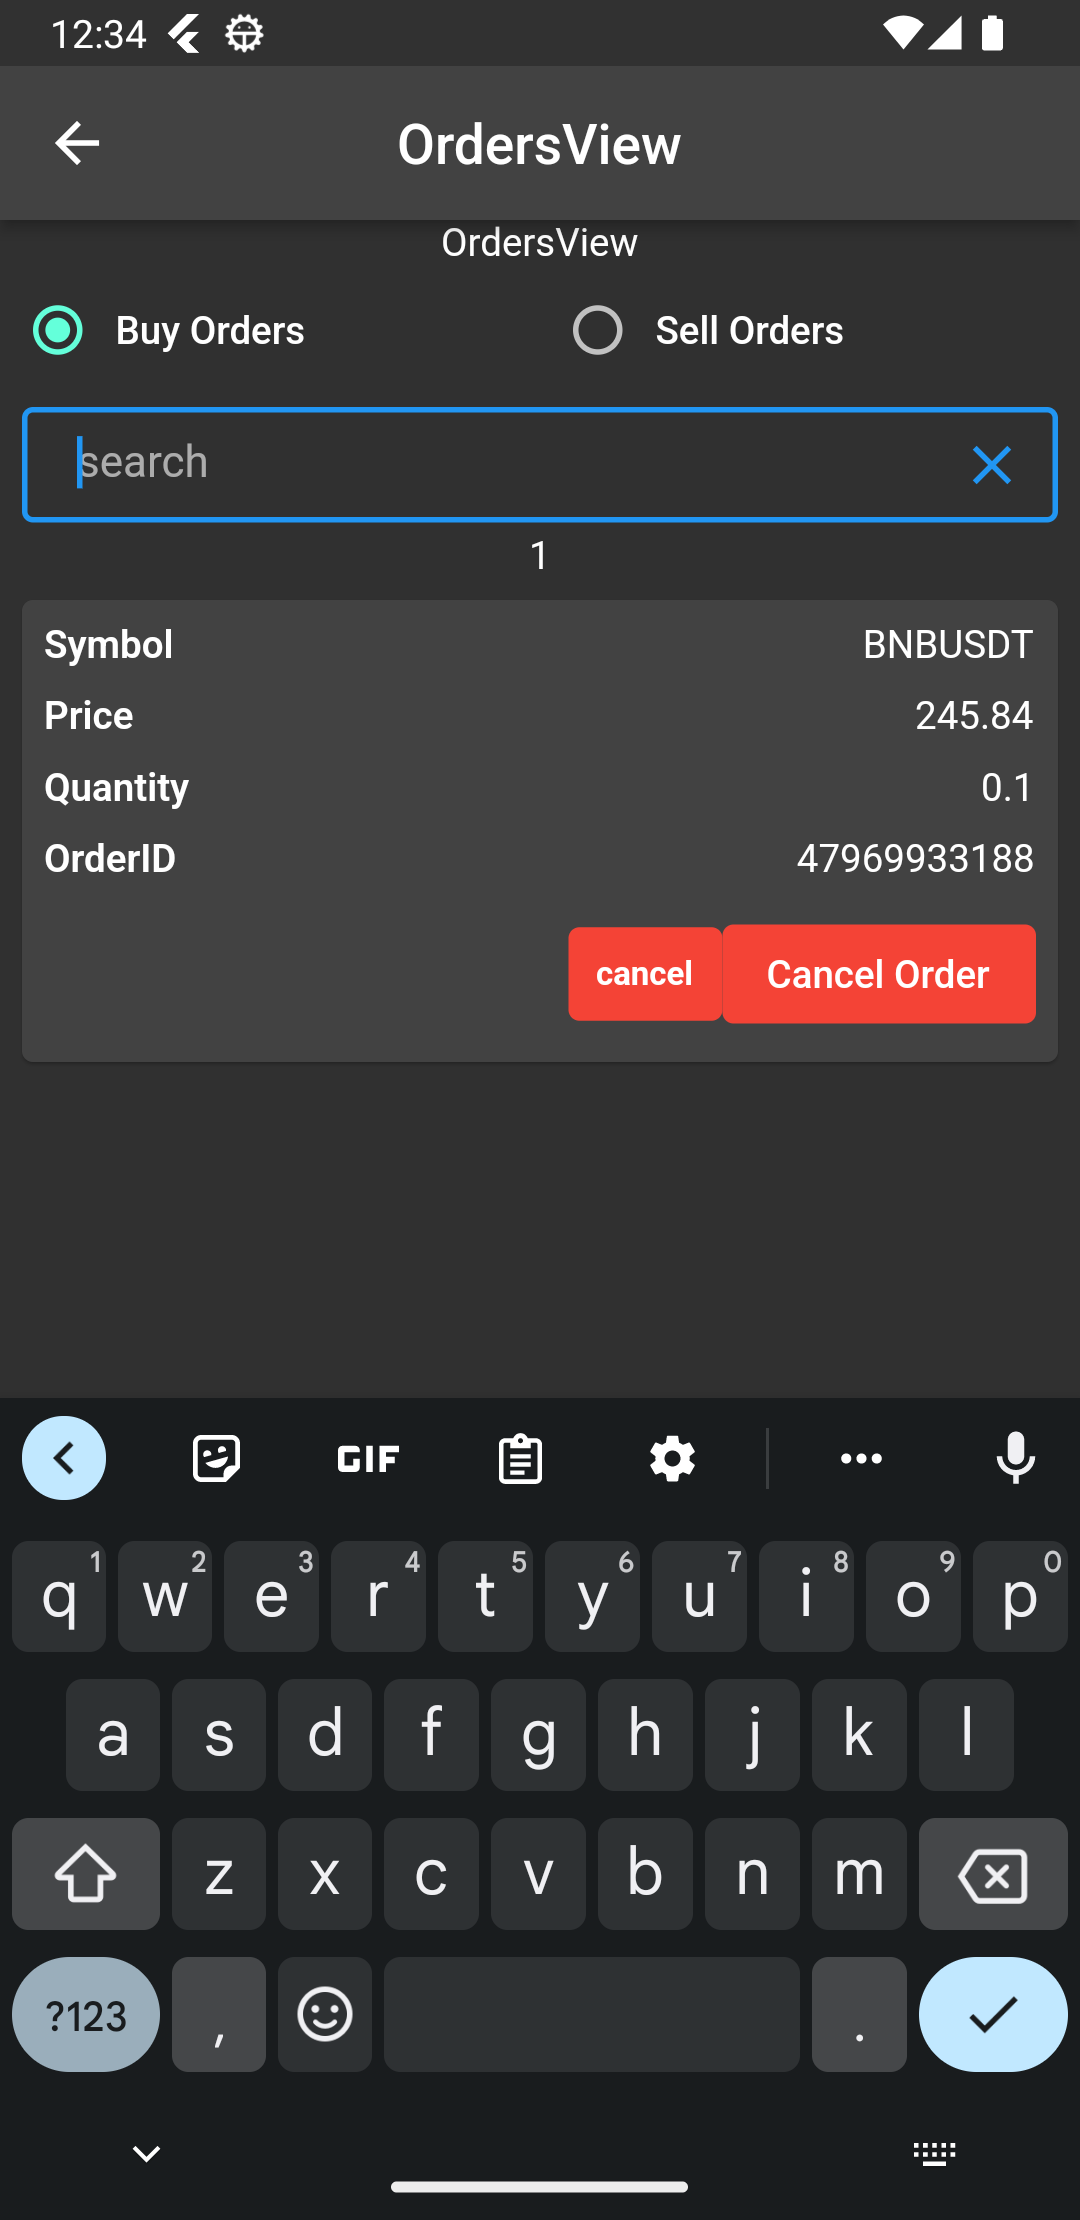 12:34
OrdersView
OrdersView
Buy Orders Sell Orders
search
1
Symbol BNBUSDT
Price 245.84
Quantity 0.1
OrderID 47969933188
cancel Cancel Order
GIF
q 1 w 2 e 3 r 4 t 5 y 6 u 7 i 8 o 9 p 0
a s d f g h j k l
z x c v b n m
?123 , .